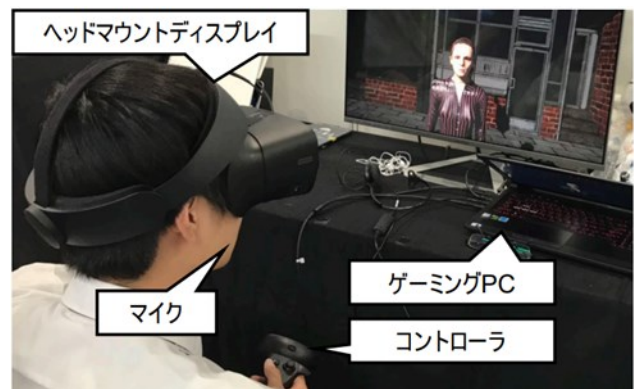 ヘッドマウントディスプレイ
マイク
ゲーミングPC
コントローラ